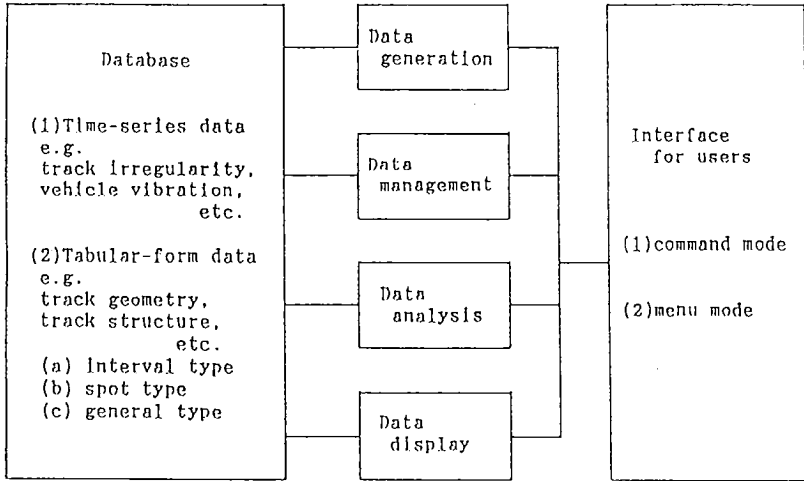 Database
(1)Time-series data
e.g.
track irregularity,
vehicle vibration,
etc.
(2)Tabular-form data
e.g.
track geometry,
track structure,
etc.
(a) interval type
(b) spot type
(c) general type
Data
generation
Data
management
Data
analysis
Data
display
Interface
for users
(1)command mode
(2)menu mode